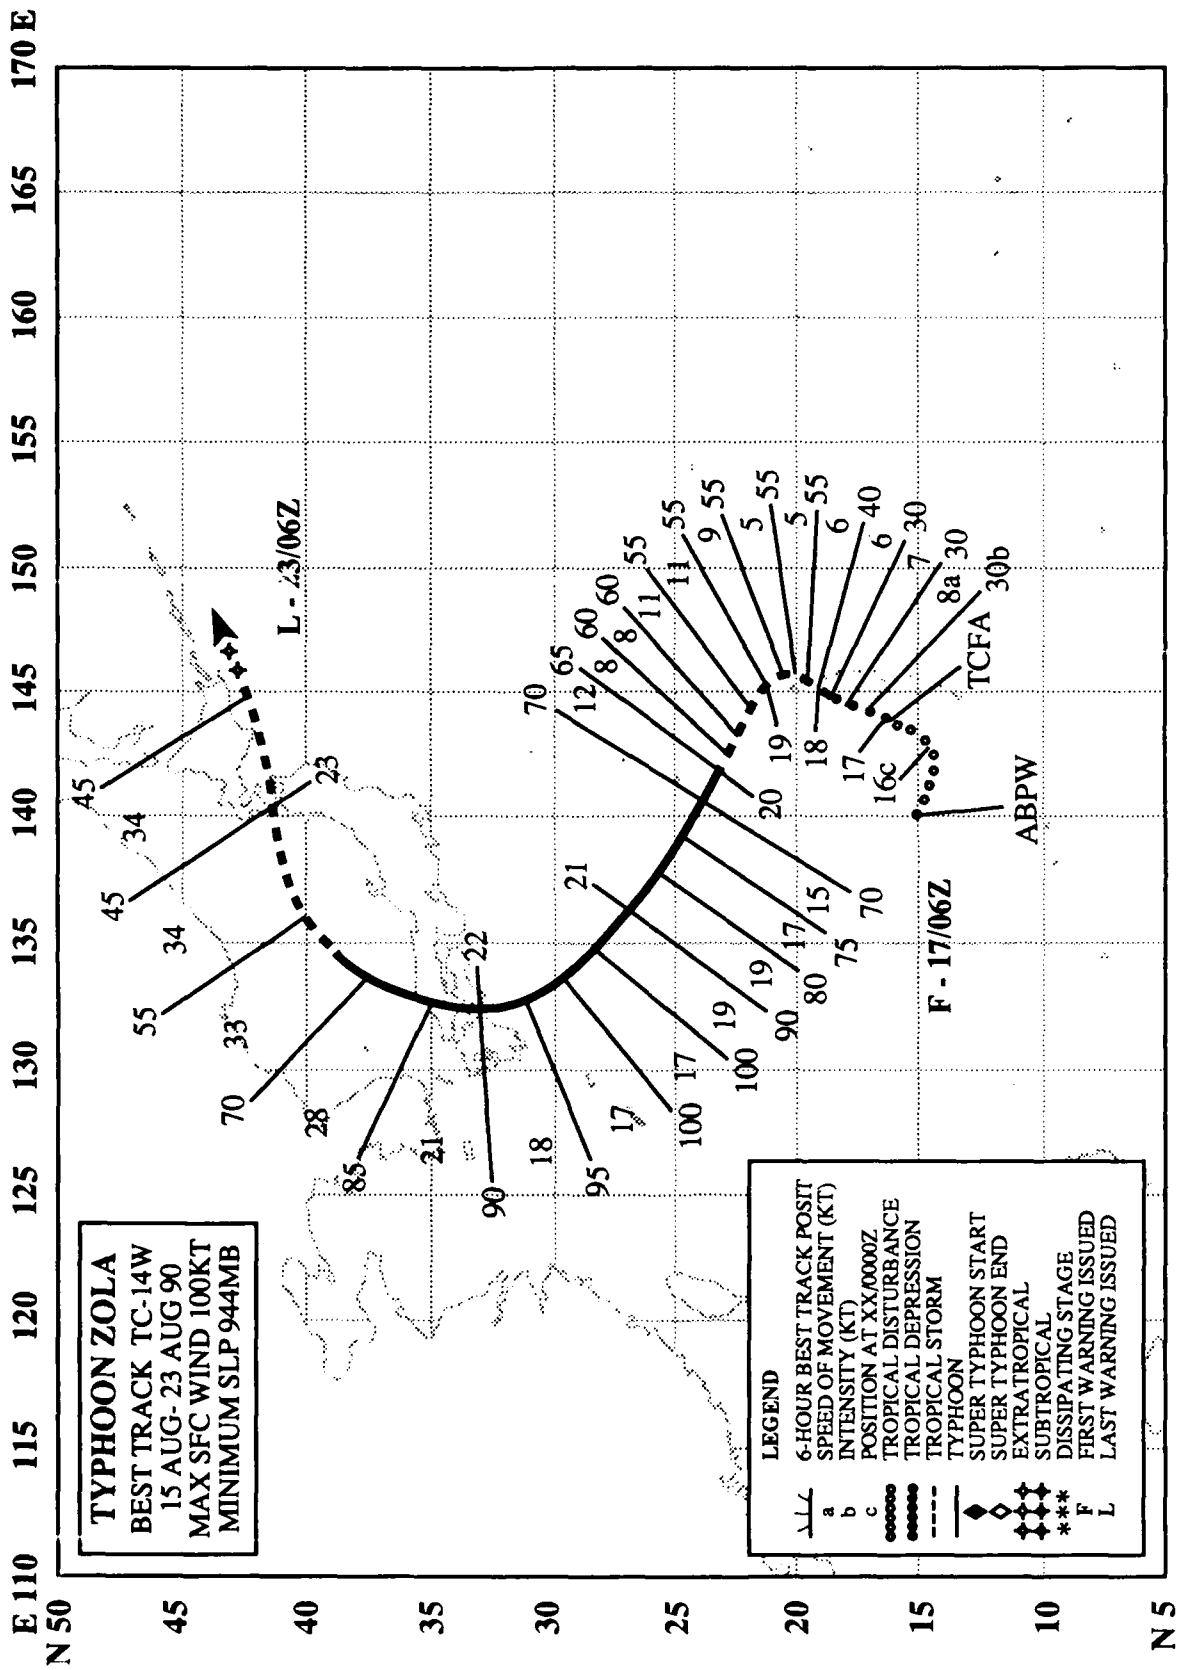 TYPHOON ZOLA
BEST TRACK TC-14W
15 AUG- 23 AUG 90
MAX SFC WIND 100KT
MINIMUM SLP 944MB
E 110
115
120
125
130
135
140
145
150
155
160
165
170 E
N 50
45
40
35
30
25
20
15
10
N 5
L - 23/06Z
45
34
45
23
34
55
33
70
28
85
21
22
90
18
95
17
100
17
100
21
19
90
19
80
17
75
15
70
70
12
65
20
8
60
8
60
11
55
11
55
19
9
55
5
55
5
55
18
6
40
6
30
7
30
17
8a
30b
16c
TCFA
ABPW
F - 17/06Z
LEGEND
6-HOUR BEST TRACK POSIT
a SPEED OF MOVEMENT (KT)
b INTENSITY (KT)
c POSITION AT XX/0000Z
TROPICAL DISTURBANCE
TROPICAL DEPRESSION
TROPICAL STORM
TYPHOON
SUPER TYPHOON START
SUPER TYPHOON END
EXTRATROPICAL
SUBTROPICAL
*** DISSIPATING STAGE
F FIRST WARNING ISSUED
L LAST WARNING ISSUED